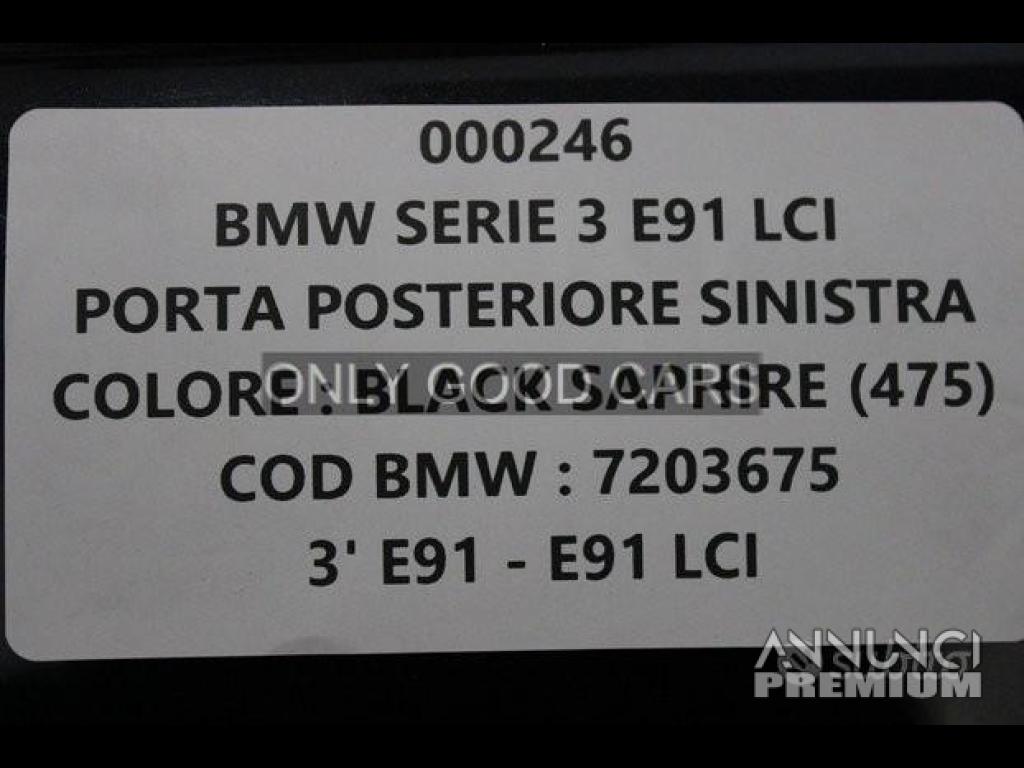 000246
BMW SERIE 3 E91 LCI
PORTA POSTERIORE SINISTRA
COLORE : BLACK SAPHIRE (475)
ONLY GOOD CARS
COD BMW : 7203675
3' E91 - E91 LCI
ANNUNCI
PREMIUM